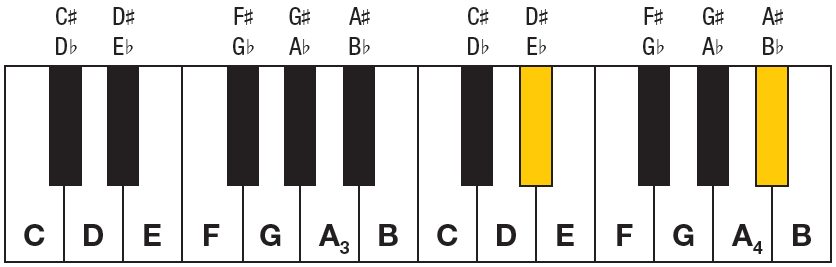 C♯ D♯ F♯ G♯ A♯ C♯ D♯ F♯ G♯ A♯
D♭ E♭ G♭ A♭ B♭ D♭ E♭ G♭ A♭ B♭
C D E F G A₃ B C D E F G A₄ B